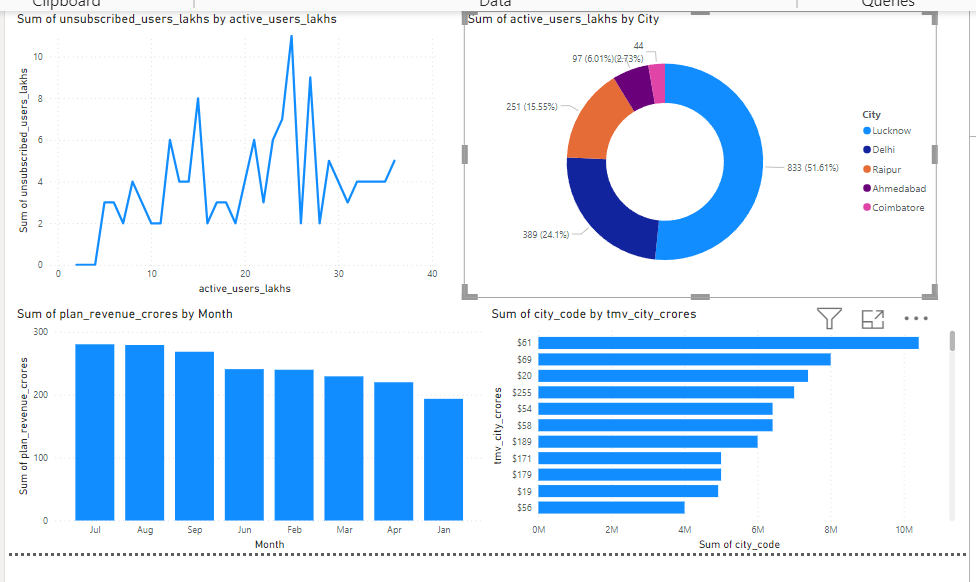 Clipboard
Data
Queries
Sum of unsubscribed_users_lakhs by active_users_lakhs
Sum of unsubscribed_users_lakhs
10
8
6
4
2
0
0
10
20
30
40
active_users_lakhs
Sum of active_users_lakhs by City
44
97 (6.01%)(2.73%)
251 (15.55%)
833 (51.61%)
389 (24.1%)
City
Lucknow
Delhi
Raipur
Ahmedabad
Coimbatore
Sum of plan_revenue_crores by Month
Sum of plan_revenue_crores
300
200
100
0
Jul
Aug
Sep
Jun
Feb
Mar
Apr
Jan
Month
Sum of city_code by tmv_city_crores
tmv_city_crores
$61
$69
$20
$255
$54
$58
$189
$171
$179
$19
$56
0M
2M
4M
6M
8M
10M
Sum of city_code